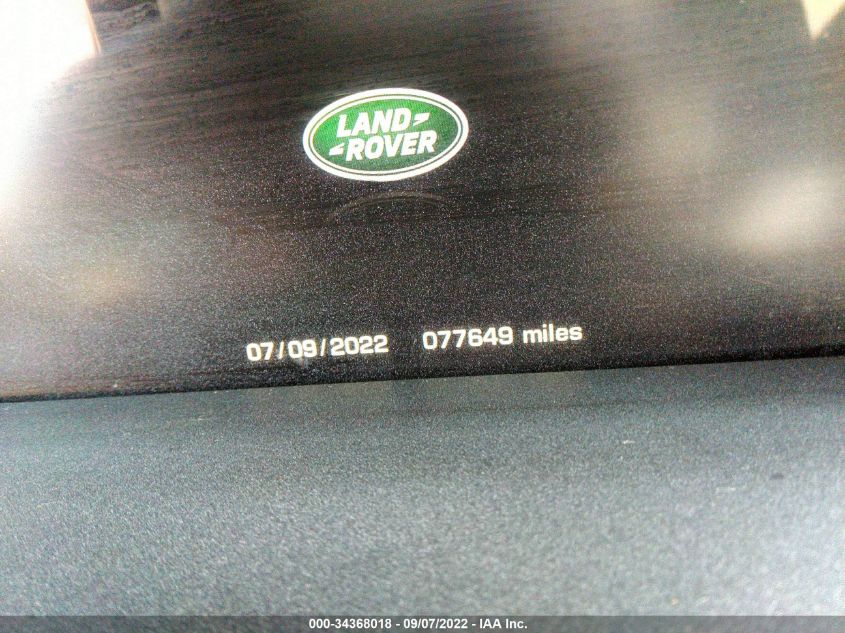 LAND
ROVER
07/09/2022 077649 miles
000-34368018 - 09/07/2022 - IAA Inc.